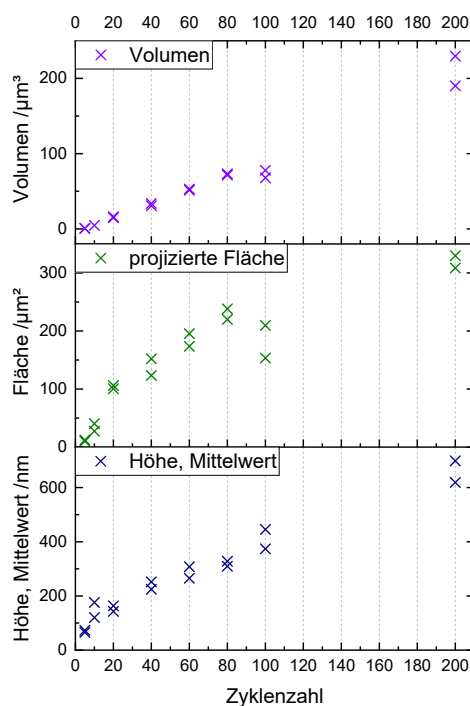 0 20 40 60 80 100 120 140 160 180 200
Volumen
200
100
0
Volumen /µm³
projizierte Fläche
300
200
100
0
Fläche /µm²
Höhe, Mittelwert
600
400
200
0
Höhe, Mittelwert /nm
0 20 40 60 80 100 120 140 160 180 200
Zyklenzahl